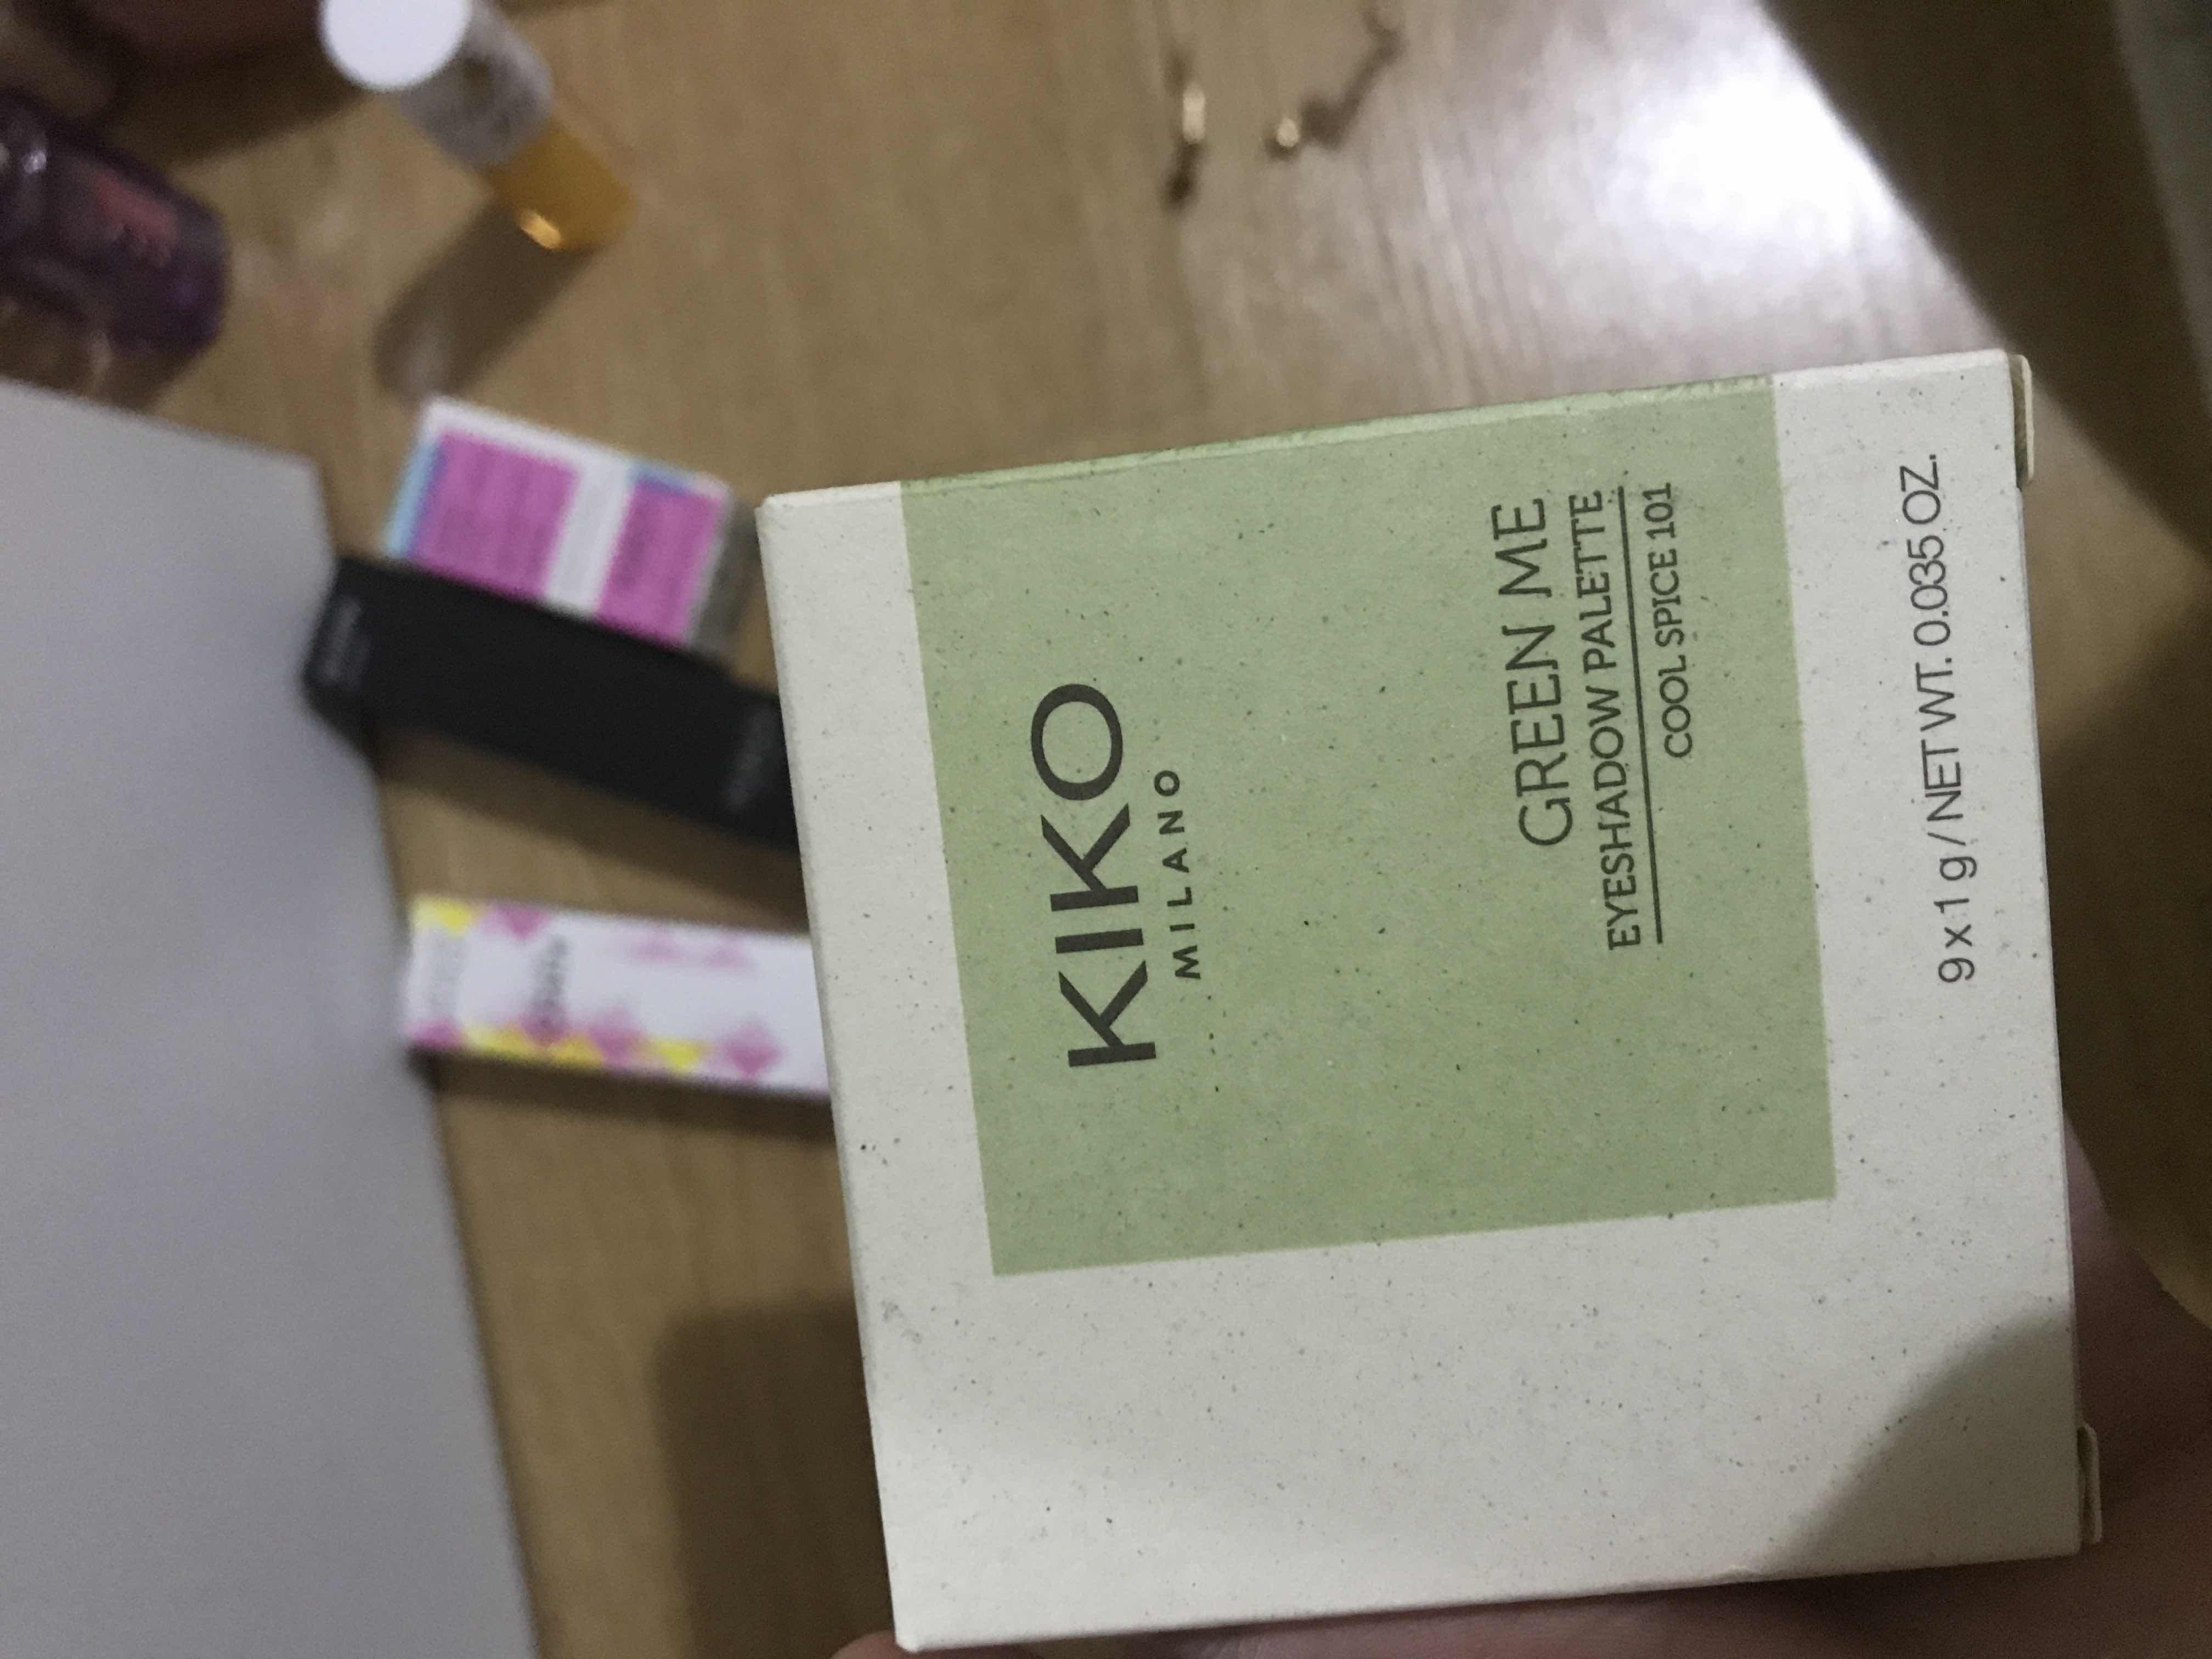 KIKO
MILANO
GREEN ME
EYESHADOW PALETTE
COOL SPICE 101
9 x 1 g / NET WT. 0.035 OZ.